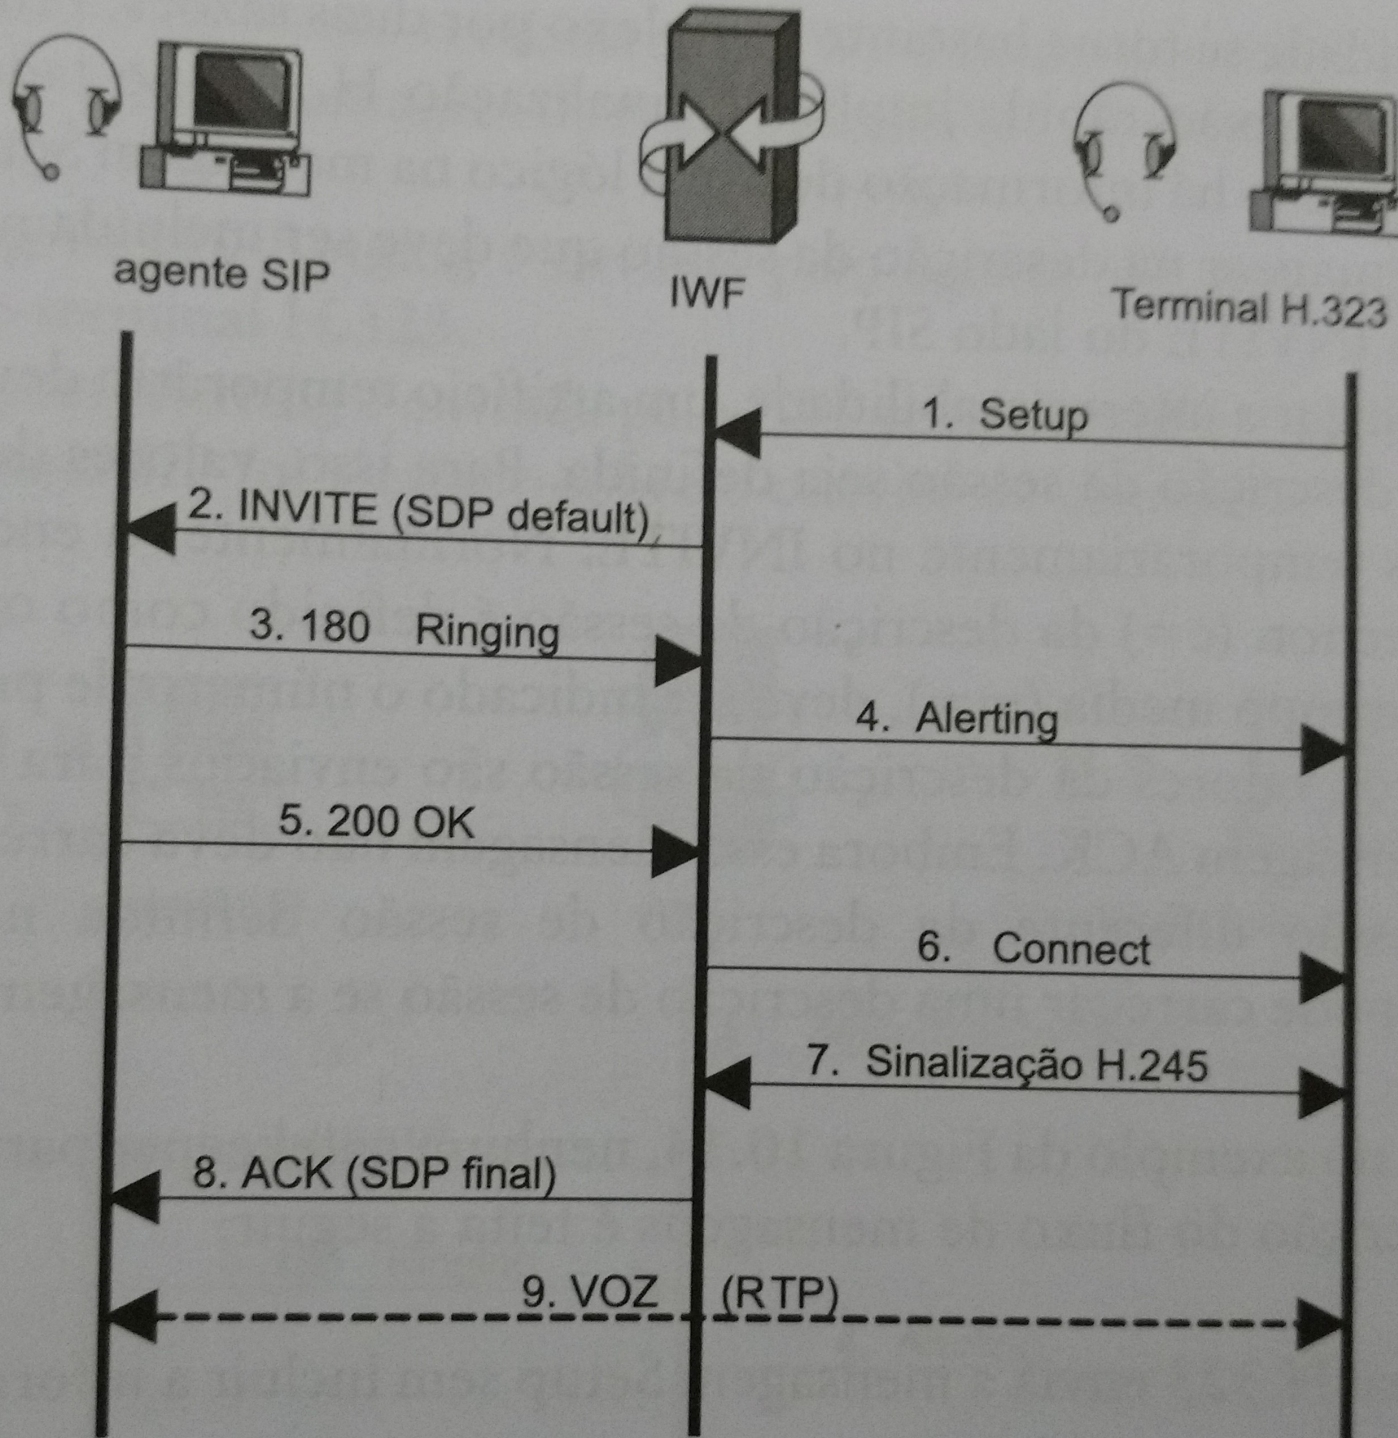 agente SIP
IWF
Terminal H.323
1. Setup
2. INVITE (SDP default)
3. 180 Ringing
4. Alerting
5. 200 OK
6. Connect
7. Sinalização H.245
8. ACK (SDP final)
9. VOZ (RTP)